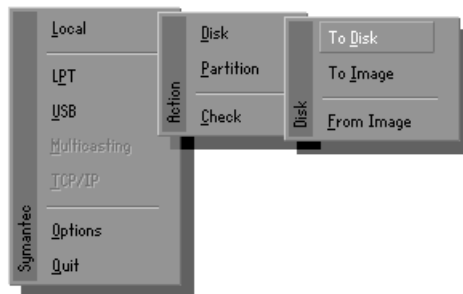 Local
LPT
USB
Multicasting
TCP/IP
Options
Quit
Symantec
Disk
Partition
Check
Action
To Disk
To Image
From Image
Disk